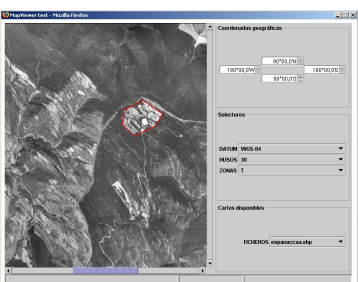 MapViewer test - Mozilla Firefox
Coordenadas geográficas
90°00,0'N
180°00,0'W
180°00,0'E
90°00,0'S
Selectores
DATUM WGS-84
HUSOS 30
ZONAS T
Cartas disponibles
FICHEROS espanaccaa.shp